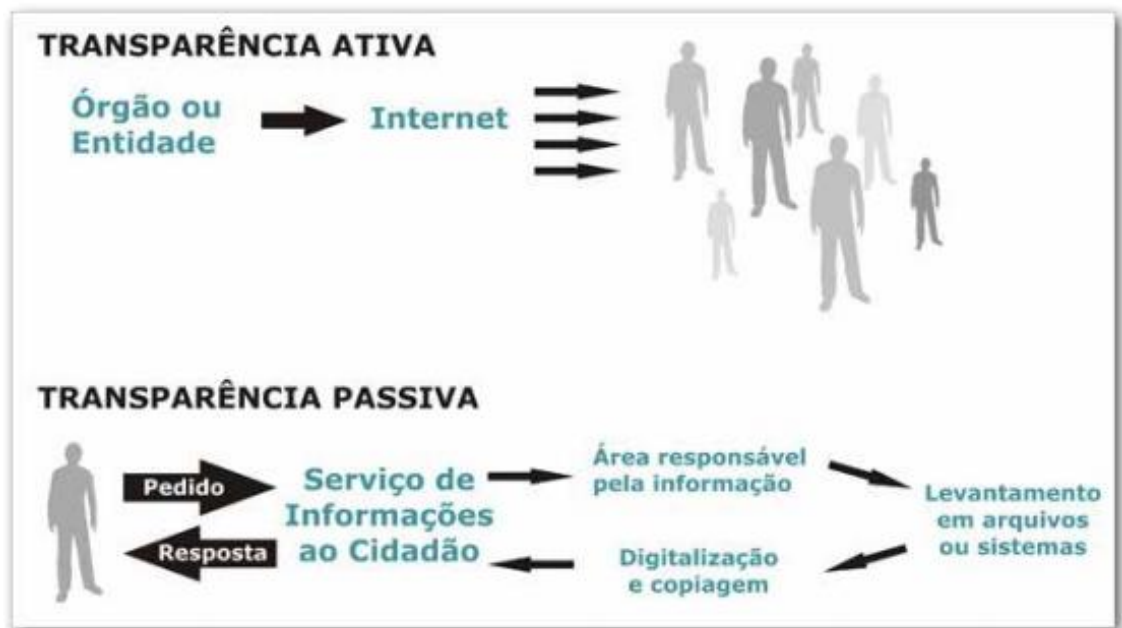 TRANSPARÊNCIA ATIVA
Órgão ou
Entidade
Internet
TRANSPARÊNCIA PASSIVA
Pedido
Resposta
Serviço de
Informações
ao Cidadão
Área responsável
pela informação
Levantamento
em arquivos
ou sistemas
Digitalização
e copiagem